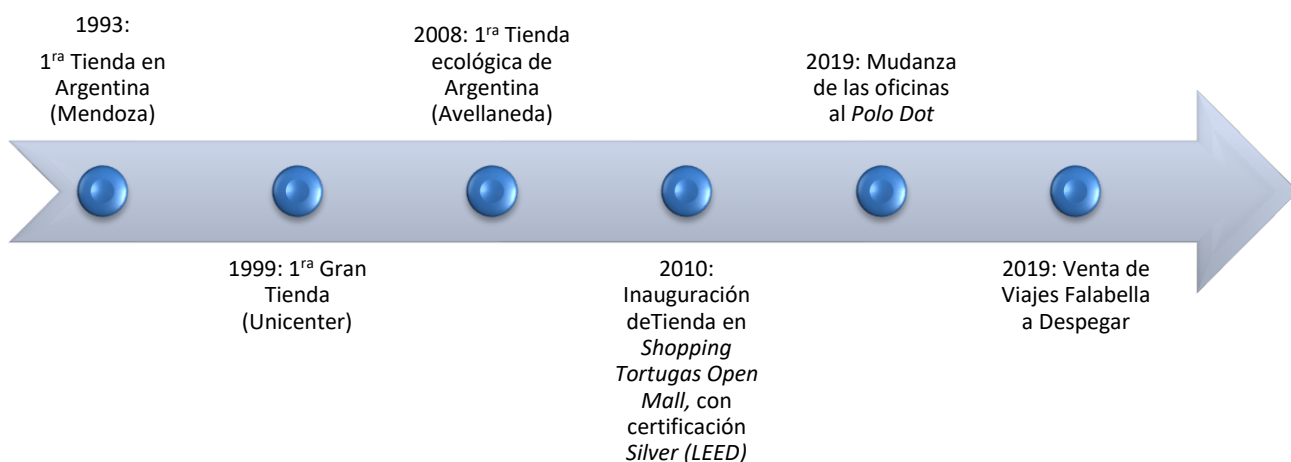 1993:
1ra Tienda en
Argentina
(Mendoza)
1999: 1ra Gran
Tienda
(Unicenter)
2008: 1ra Tienda
ecológica de
Argentina
(Avellaneda)
2010:
Inauguración
deTienda en
Shopping
Tortugas Open
Mall, con
certificación
Silver (LEED)
2019: Mudanza
de las oficinas
al Polo Dot
2019: Venta de
Viajes Falabella
a Despegar